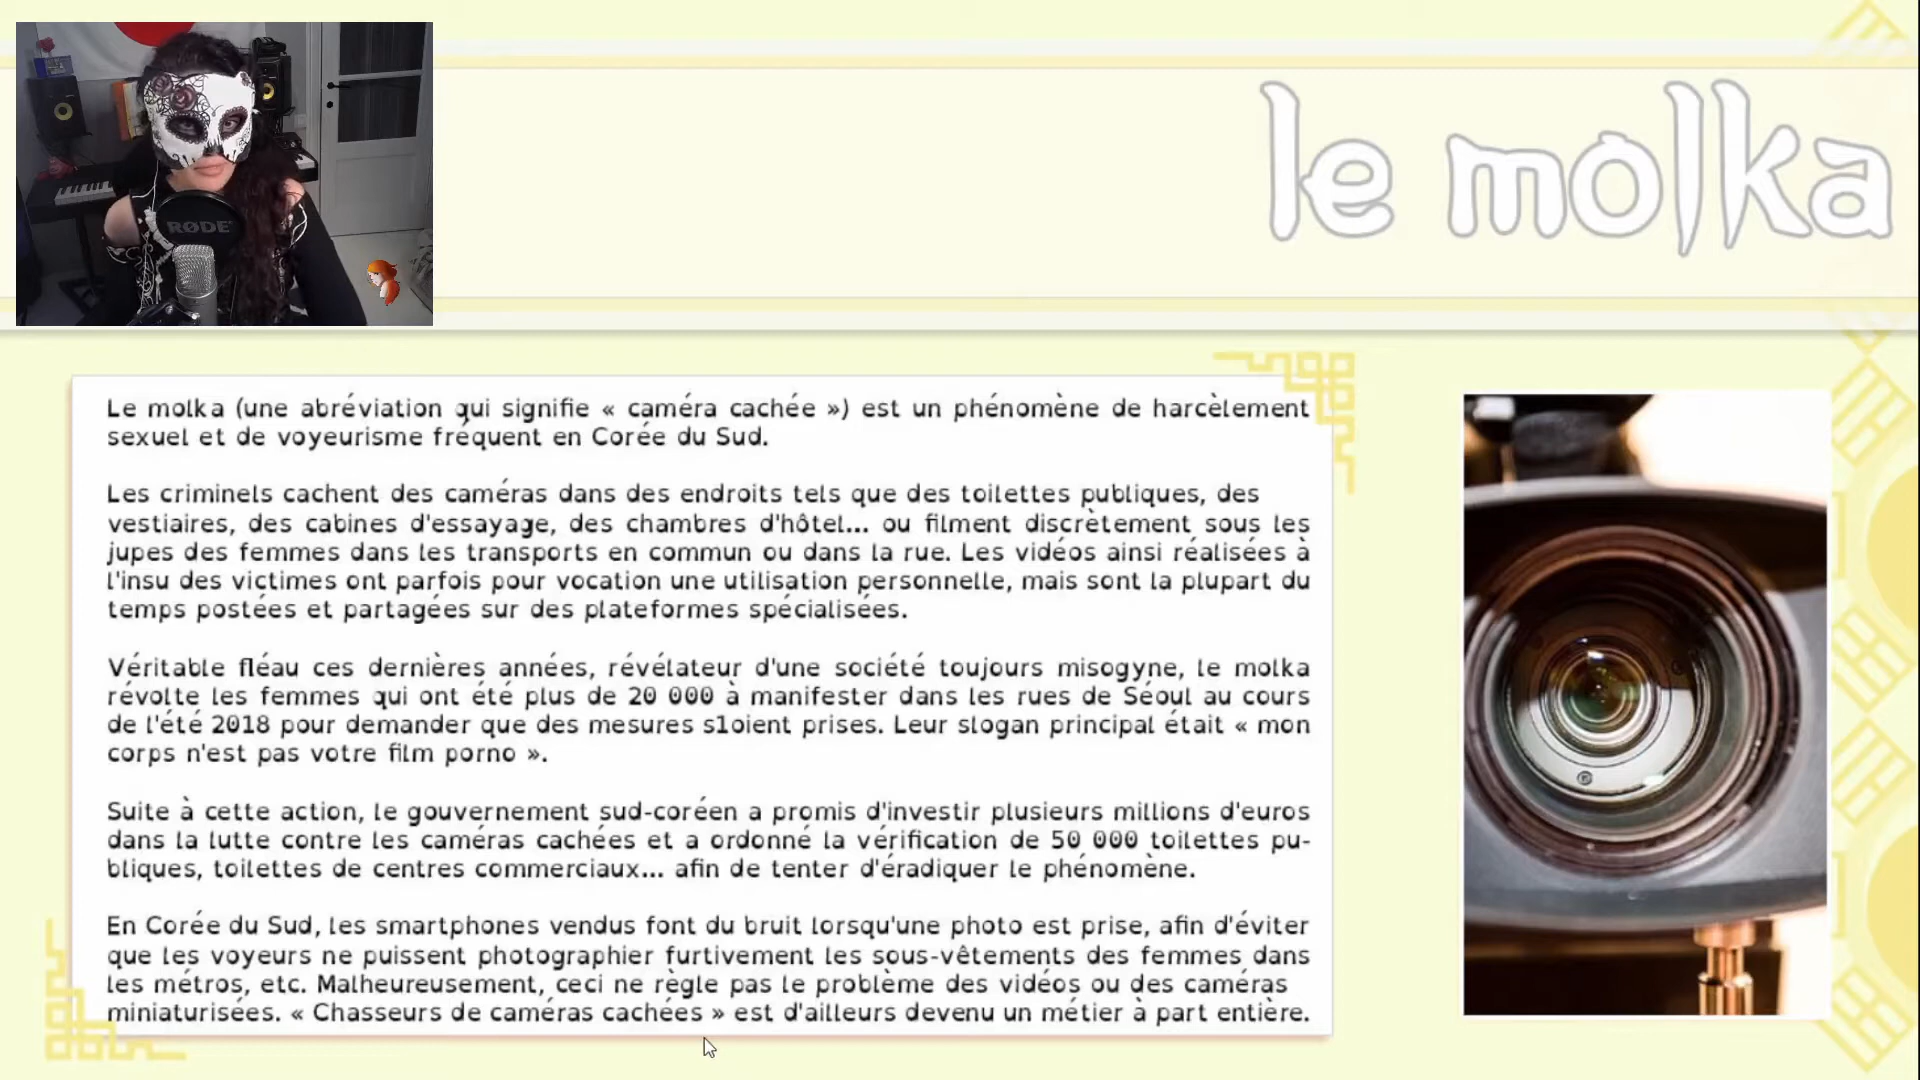 le molka
RØDE
Le molka (une abréviation qui signifie « caméra cachée ») est un phénomène de harcèlement
sexuel et de voyeurisme fréquent en Corée du Sud.
Les criminels cachent des caméras dans des endroits tels que des toilettes publiques, des
vestiaires, des cabines d'essayage, des chambres d'hôtel... ou filment discrètement sous les
jupes des femmes dans les transports en commun ou dans la rue. Les vidéos ainsi réalisées à
l'insu des victimes ont parfois pour vocation une utilisation personnelle, mais sont la plupart du
temps postées et partagées sur des plateformes spécialisées.
Véritable fléau ces dernières années, révélateur d'une société toujours misogyne, le molka
révolte les femmes qui ont été plus de 20 000 à manifester dans les rues de Séoul au cours
de l'été 2018 pour demander que des mesures s1oient prises. Leur slogan principal était « mon
corps n'est pas votre film porno ».
Suite à cette action, le gouvernement sud-coréen a promis d'investir plusieurs millions d'euros
dans la lutte contre les caméras cachées et a ordonné la vérification de 50 000 toilettes pu-
bliques, toilettes de centres commerciaux... afin de tenter d'éradiquer le phénomène.
En Corée du Sud, les smartphones vendus font du bruit lorsqu'une photo est prise, afin d'éviter
que les voyeurs ne puissent photographier furtivement les sous-vêtements des femmes dans
les métros, etc. Malheureusement, ceci ne règle pas le problème des vidéos ou des caméras
miniaturisées. « Chasseurs de caméras cachées » est d'ailleurs devenu un métier à part entière.